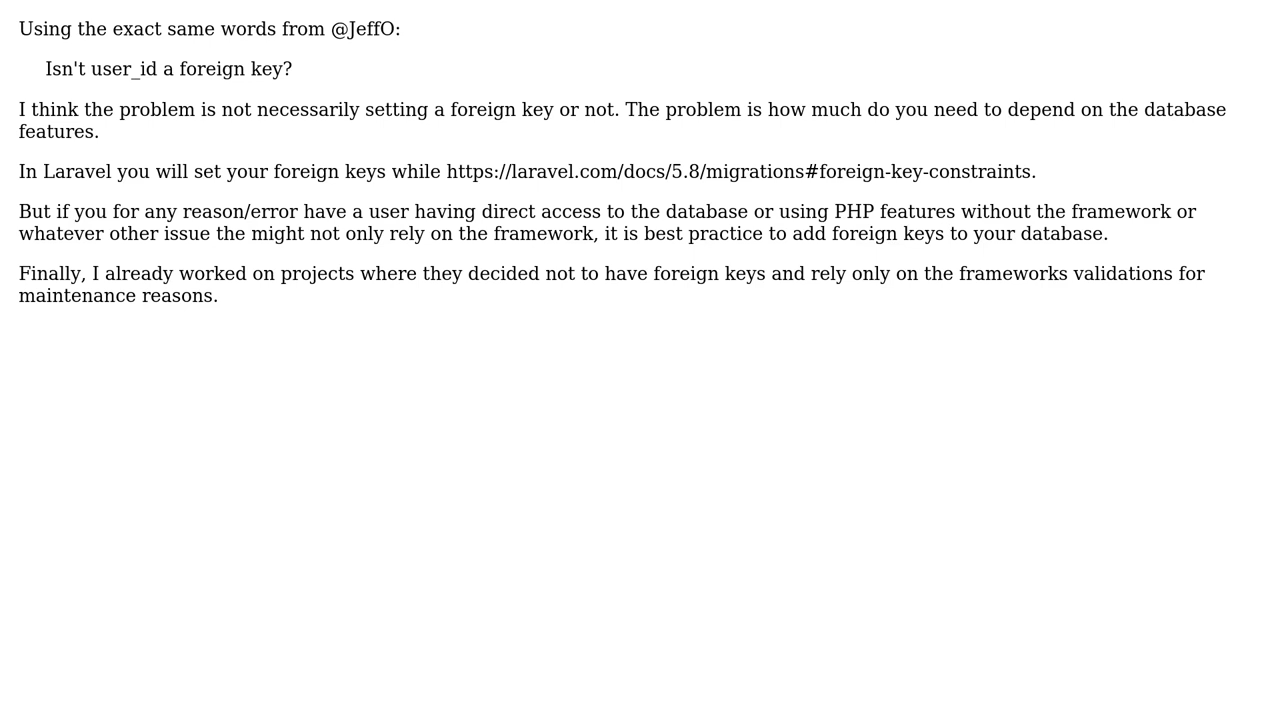 Using the exact same words from @JeffO:
Isn't user_id a foreign key?
I think the problem is not necessarily setting a foreign key or not. The problem is how much do you need to depend on the database
features.
In Laravel you will set your foreign keys while https://laravel.com/docs/5.8/migrations#foreign-key-constraints.
But if you for any reason/error have a user having direct access to the database or using PHP features without the framework or
whatever other issue the might not only rely on the framework, it is best practice to add foreign keys to your database.
Finally, I already worked on projects where they decided not to have foreign keys and rely only on the frameworks validations for
maintenance reasons.